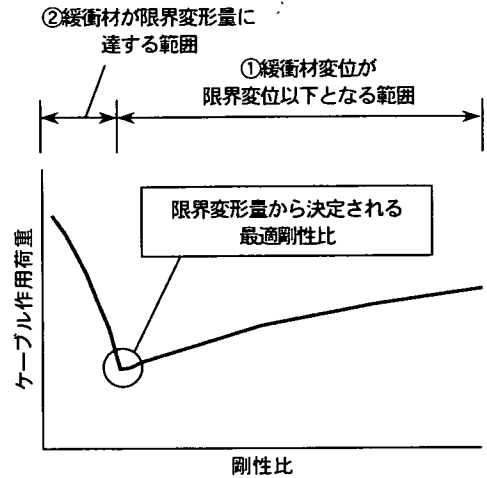 ②緩衝材が限界変形量に
達する範囲
①緩衝材変位が
限界変位以下となる範囲
限界変形量から決定される
最適剛性比
ケーブル作用荷重
剛性比